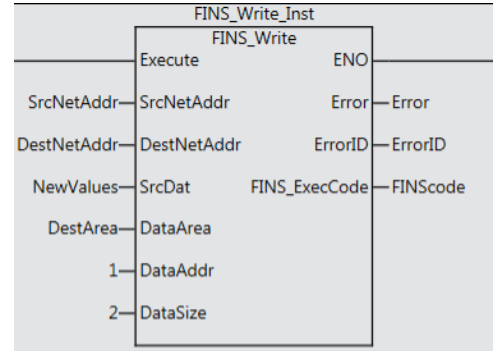 FINS_Write_Inst
FINS_Write
Execute ENO
SrcNetAddr SrcNetAddr Error Error
DestNetAddr DestNetAddr ErrorID ErrorID
NewValues SrcDat FINS_ExecCode FINScode
DestArea DataArea
1 DataAddr
2 DataSize